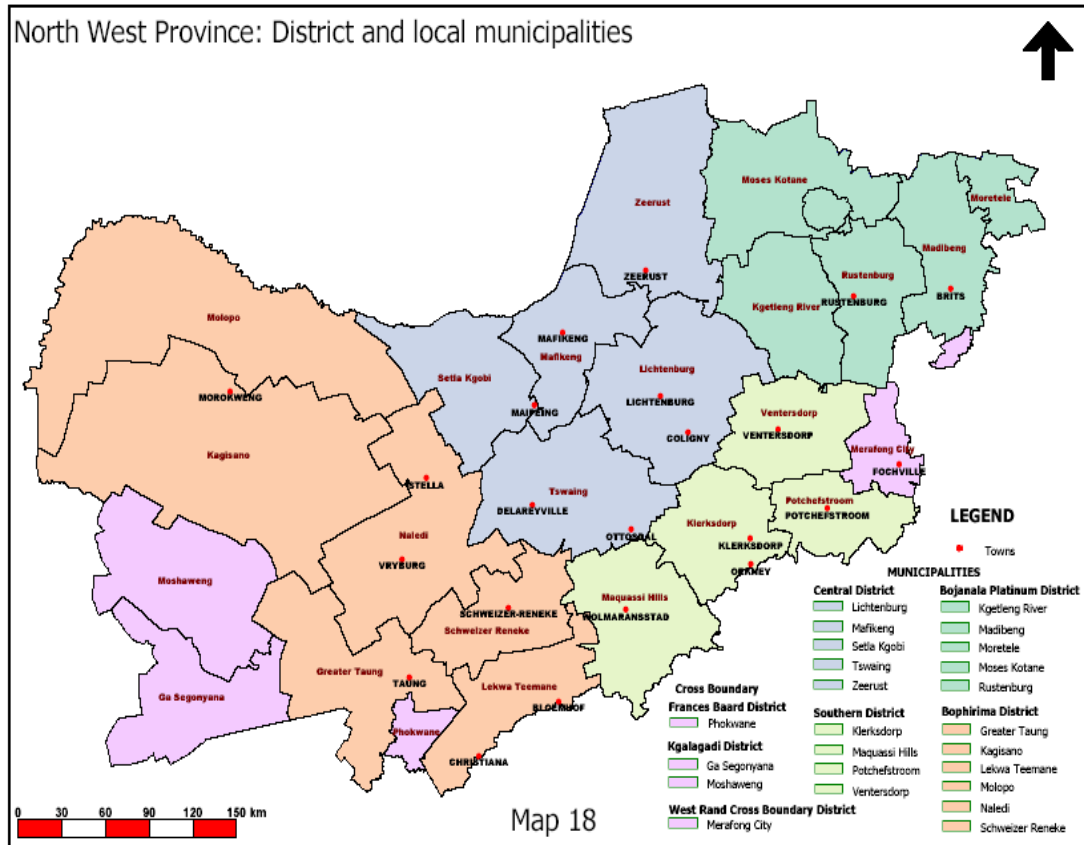 North West Province: District and local municipalities
Moses Kotane
Moretele
Zeerust
Madibeng
ZEERUST
Rustenburg
RUSTENBURG
BRITS
Kgetleng River
Molopo
MAFIKENG
Mafikeng
Setla Kgobi
Lichtenburg
MOROKWENG
LICHTENBURG
MAIPEING
Ventersdorp
VENTERSDORP
COLIGNY
Kagisano
Merafong City
FOCHVILLE
STELLA
Tswaing
DELAREYVILLE
Potchefstroom
POTCHEFSTROOM
Klerksdorp
OTTOSDAL
Naledi
KLERKSDORP
VRYBURG
ORKNEY
Moshaweng
Maquassi Hills
WOLMARANSSTAD
SCHWEIZER-RENEKE
Schweizer Reneke
Greater Taung
TAUNG
Lekwa Teemane
Ga Segonyana
BLOEMHOF
Phokwane
CHRISTIANA
LEGEND
Towns
MUNICIPALITIES
Central District
Lichtenburg
Mafikeng
Setla Kgobi
Tswaing
Zeerust
Bojanala Platinum District
Kgetleng River
Madibeng
Moretele
Moses Kotane
Rustenburg
Cross Boundary
Frances Baard District
Phokwane
Kgalagadi District
Ga Segonyana
Moshaweng
West Rand Cross Boundary District
Merafong City
Southern District
Klerksdorp
Maquassi Hills
Potchefstroom
Ventersdorp
Bophirima District
Greater Taung
Kagisano
Lekwa Teemane
Molopo
Naledi
Schweizer Reneke
0 30 60 90 120 150 km
Map 18